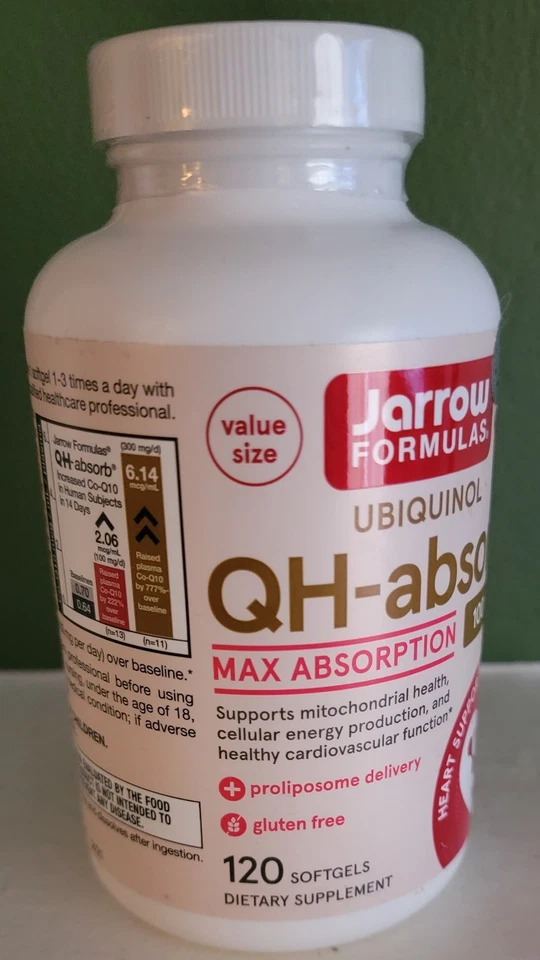 softgel 1-3 times a day with
healthcare professional.
Jarrow Formulas®
QH-absorb®
Increased Co-Q10
in Human Subjects
in 14 Days
(300 mg/d)
6.14
mcg/mL
2.06
mcg/mL
(100 mg/d)
Baselines
0.70
0.64
Raised
plasma
Co-Q10
by 222%
over
baseline
Raised
plasma
Co-Q10
by 777%
over
baseline
(n=13)
(n=11)
per day) over baseline.*
professional before using
under the age of 18,
condition; if adverse
BY THE FOOD
IS NOT INTENDED TO
ANY DISEASE.
dissolves after ingestion.
value
size
Jarrow
FORMULAS®
UBIQUINOL
QH-abso
MAX ABSORPTION
Supports mitochondrial health,
cellular energy production, and
healthy cardiovascular function*
proliposome delivery
gluten free
HEART
120 SOFTGELS
DIETARY SUPPLEMENT